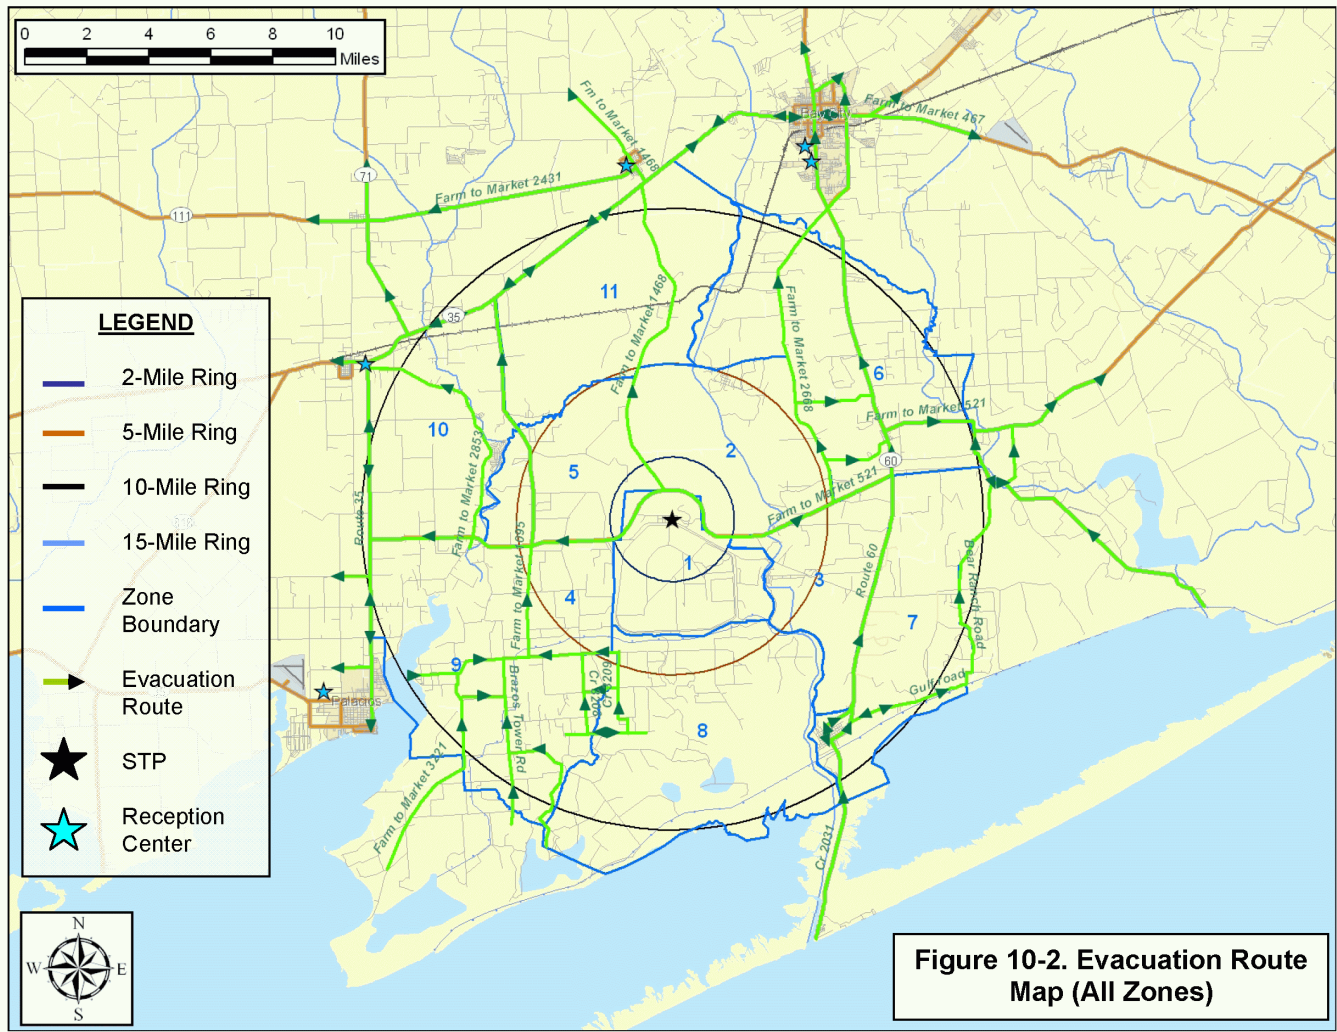 0 2 4 6 8 10
Miles
Bay City
Farm to Market 467
Fm to Market 1468
Farm to Market 2431
71
111
11
35
Farm to Market 1468
Farm to Market 2668
6
Farm to Market 521
10
2
5
60
Farm to Market 2853
Farm to Market 521
Route 35
Farm to Market 1095
1
3
4
Route 60
Bear Ranch Road
7
9
Cr 3209
Gulf road
Brazos Tower Rd
8
Palacios
Farm to Market 3221
Cr 2031
LEGEND
2-Mile Ring
5-Mile Ring
10-Mile Ring
15-Mile Ring
Zone
Boundary
Evacuation
Route
STP
Reception
Center
N
W E
S
Figure 10-2. Evacuation Route
Map (All Zones)